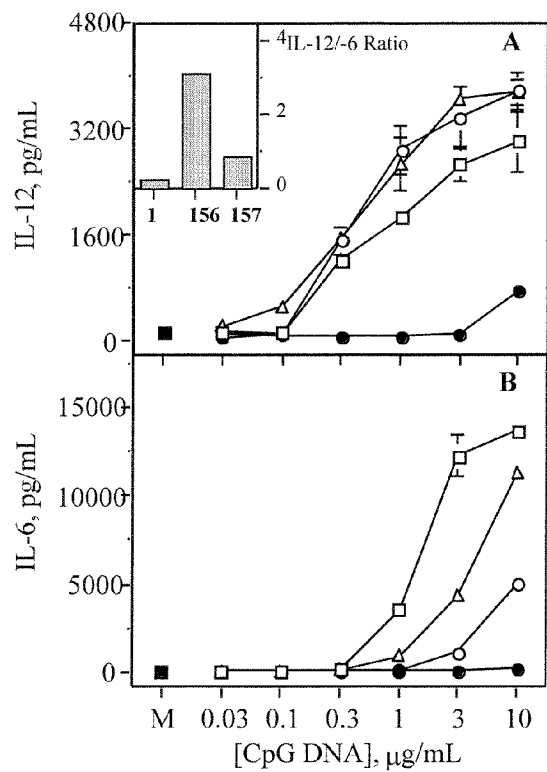 4800
3200
1600
0
IL-12, pg/mL
4
2
0
IL-12/-6 Ratio
1 156 157
A
B
15000
10000
5000
0
IL-6, pg/mL
M 0.03 0.1 0.3 1 3 10
[CpG DNA], μg/mL